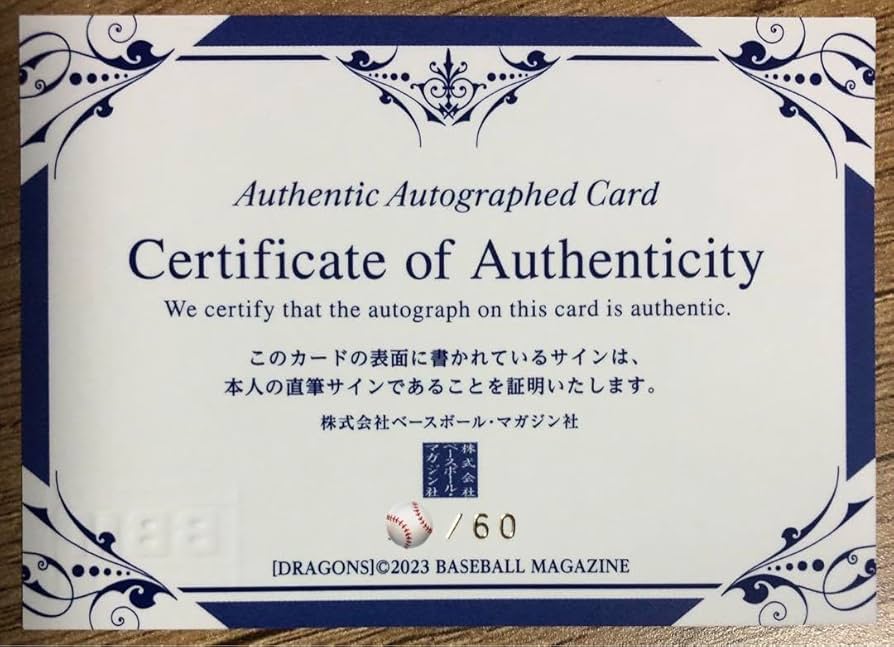 Authentic Autographed Card
Certificate of Authenticity
We certify that the autograph on this card is authentic.
このカードの表面に書かれているサインは、
本人の直筆サインであることを証明いたします。
株式会社ベースボール・マガジン社
株式会社
ベースボール・
マガジン社
/60
[DRAGONS]©2023 BASEBALL MAGAZINE
BBM